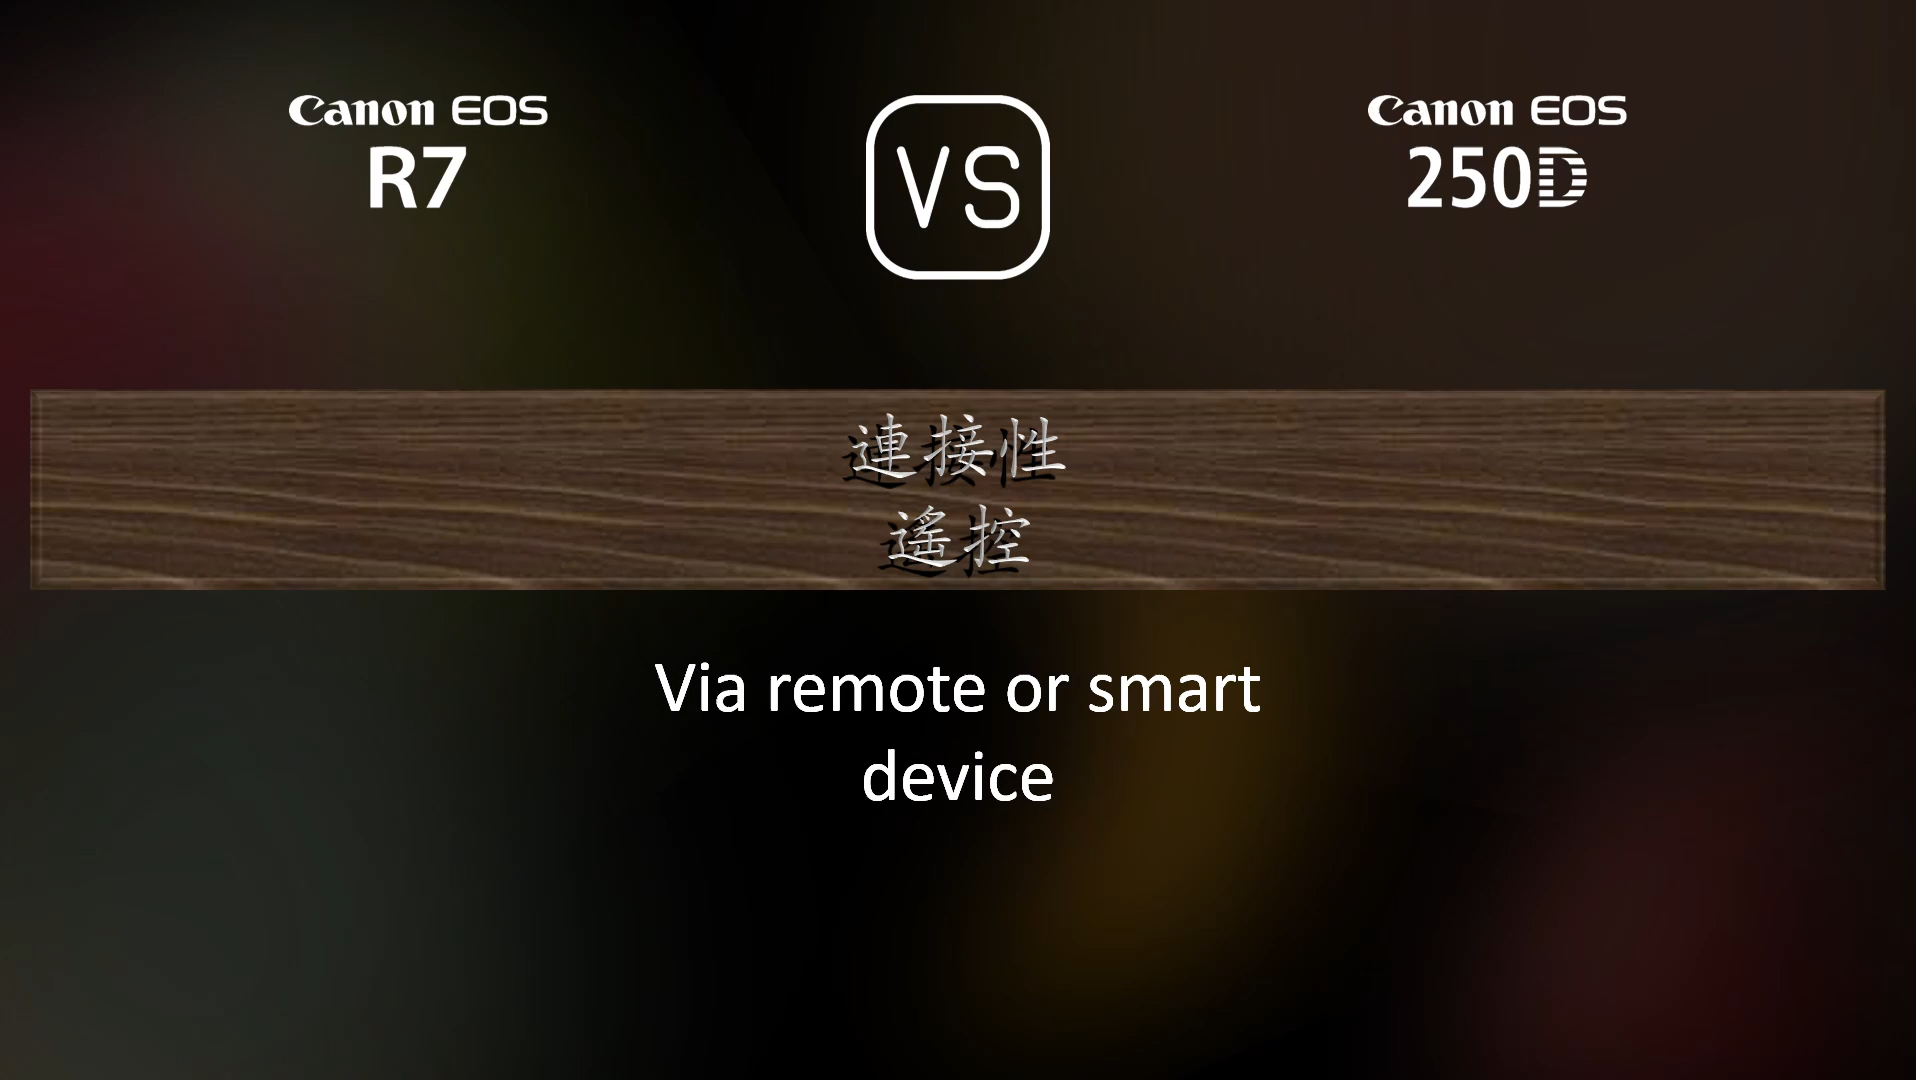 Canon EOS
R7
VS
Canon EOS
250D
連接性
遙控
Via remote or smart
device